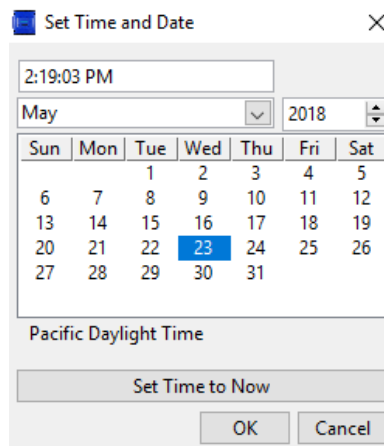 Set Time and Date
2:19:03 PM
May 2018
Sun Mon Tue Wed Thu Fri Sat
1 2 3 4 5
6 7 8 9 10 11 12
13 14 15 16 17 18 19
20 21 22 23 24 25 26
27 28 29 30 31
Pacific Daylight Time
Set Time to Now
OK Cancel